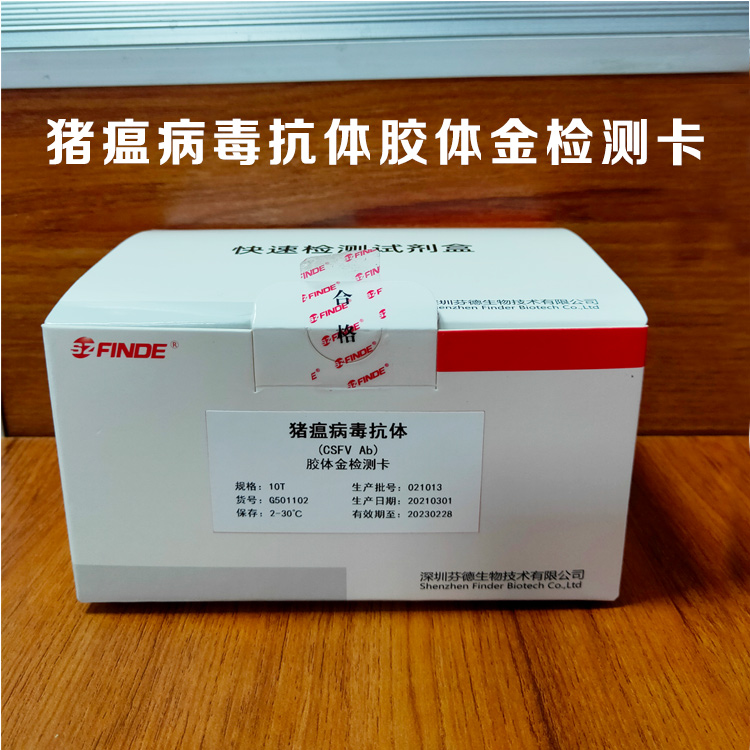 猪瘟病毒抗体胶体金检测卡
快速检测试剂盒
FINDE
FINDE
FINDE
FINDE
FINDE
合格
深圳芬德生物技术有限公司
Shenzhen Finder Biotech Co.,Ltd
SZ FINDE®
猪瘟病毒抗体
(CSFV Ab)
胶体金检测卡
规格: 10T 生产批号: 021013
货号: G501102 生产日期: 20210301
保存: 2-30℃ 有效期至: 20230228
深圳芬德生物技术有限公司
Shenzhen Finder Biotech Co.,Ltd